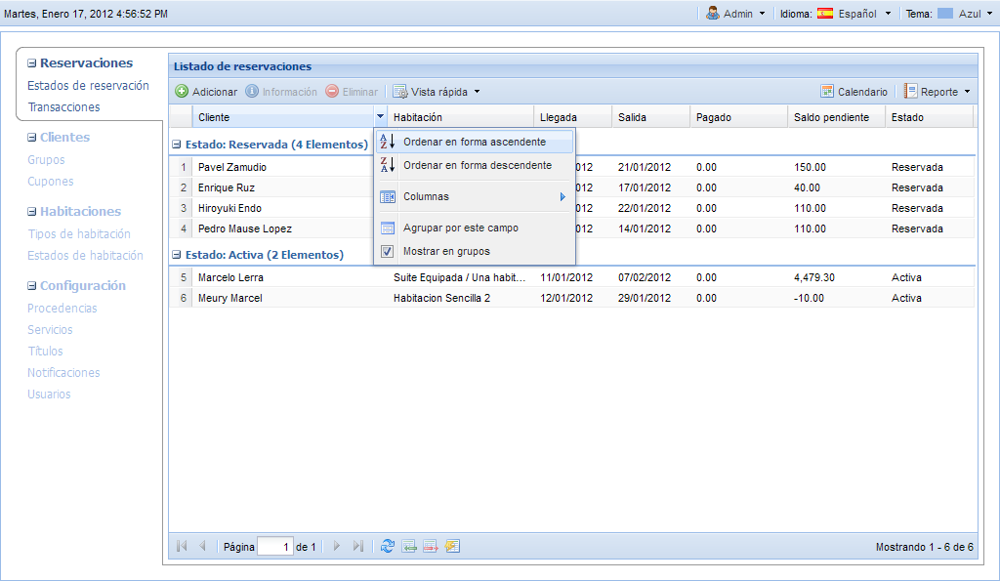 Martes, Enero 17, 2012 4:56:52 PM Admin Idioma: Español Tema: Azul
Reservaciones
Estados de reservación
Transacciones
Clientes
Grupos
Cupones
Habitaciones
Tipos de habitación
Estados de habitación
Configuración
Procedencias
Servicios
Títulos
Notificaciones
Usuarios
Listado de reservaciones
Adicionar Información Eliminar Vista rápida Calendario Reporte
Cliente Habitación Llegada Salida Pagado Saldo pendiente Estado
Ordenar en forma ascendente
Ordenar en forma descendente
Columnas
Agrupar por este campo
Mostrar en grupos
Estado: Reservada (4 Elementos)
1 Pavel Zamudio 012 21/01/2012 0.00 150.00 Reservada
2 Enrique Ruz 012 17/01/2012 0.00 40.00 Reservada
3 Hiroyuki Endo 012 22/01/2012 0.00 110.00 Reservada
4 Pedro Mause Lopez 012 14/01/2012 0.00 110.00 Reservada
Estado: Activa (2 Elementos)
5 Marcelo Lerra Suite Equipada / Una habit... 11/01/2012 07/02/2012 0.00 4,479.30 Activa
6 Meury Marcel Habitacion Sencilla 2 12/01/2012 29/01/2012 0.00 -10.00 Activa
Página 1 de 1 Mostrando 1 - 6 de 6